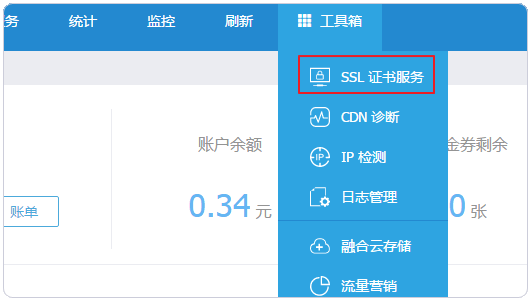 务 统计 监控 刷新 工具箱
SSL 证书服务
CDN 诊断
账户余额 金券剩余
IP 检测
日志管理
账单 0.34 元 0 张
融合云存储
流量营销